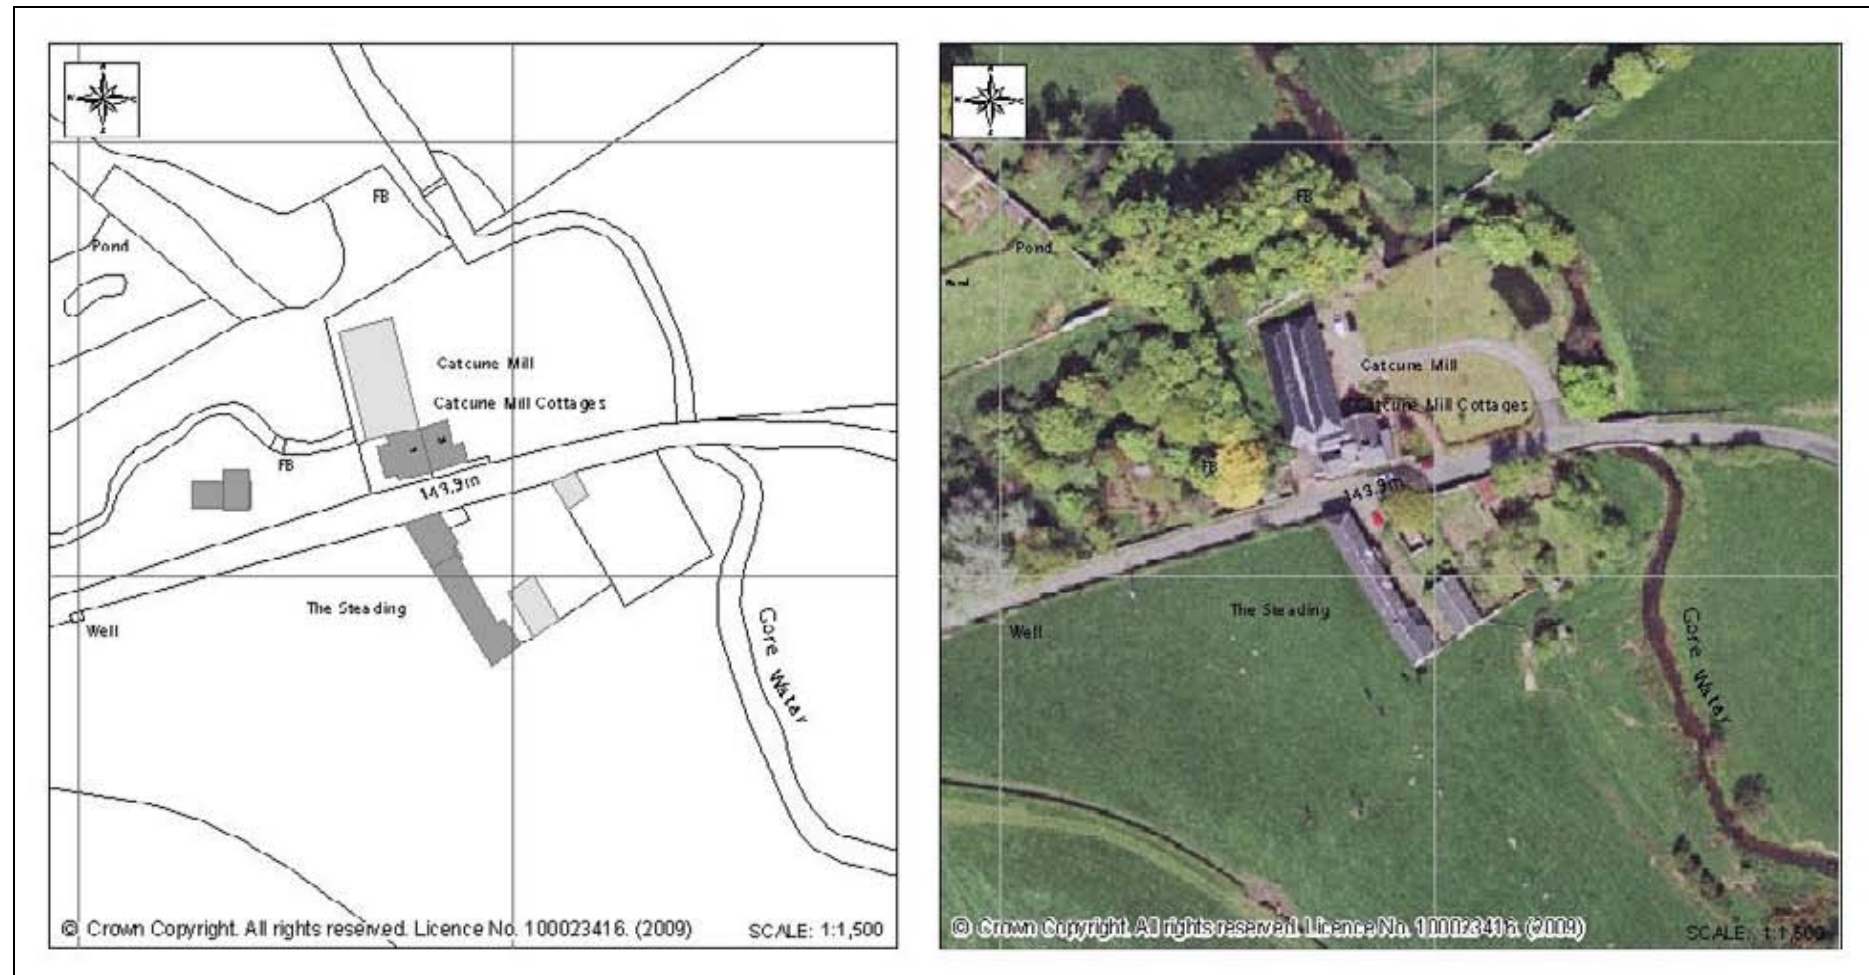 FB
Pond
Catcune Mill
Catcune Mill Cottages
FB
149.9m
The Steading
Well
Gore Water
© Crown Copyright. All rights reserved. Licence No. 100023416. (2009)
SCALE: 1:1,500
FB
Pond
Catcune Mill
Catcune Mill Cottages
FB
149.9m
The Steading
Well
Gore Water
© Crown Copyright. All rights reserved. Licence No. 100023416. (2009)
SCALE: 1:1,500